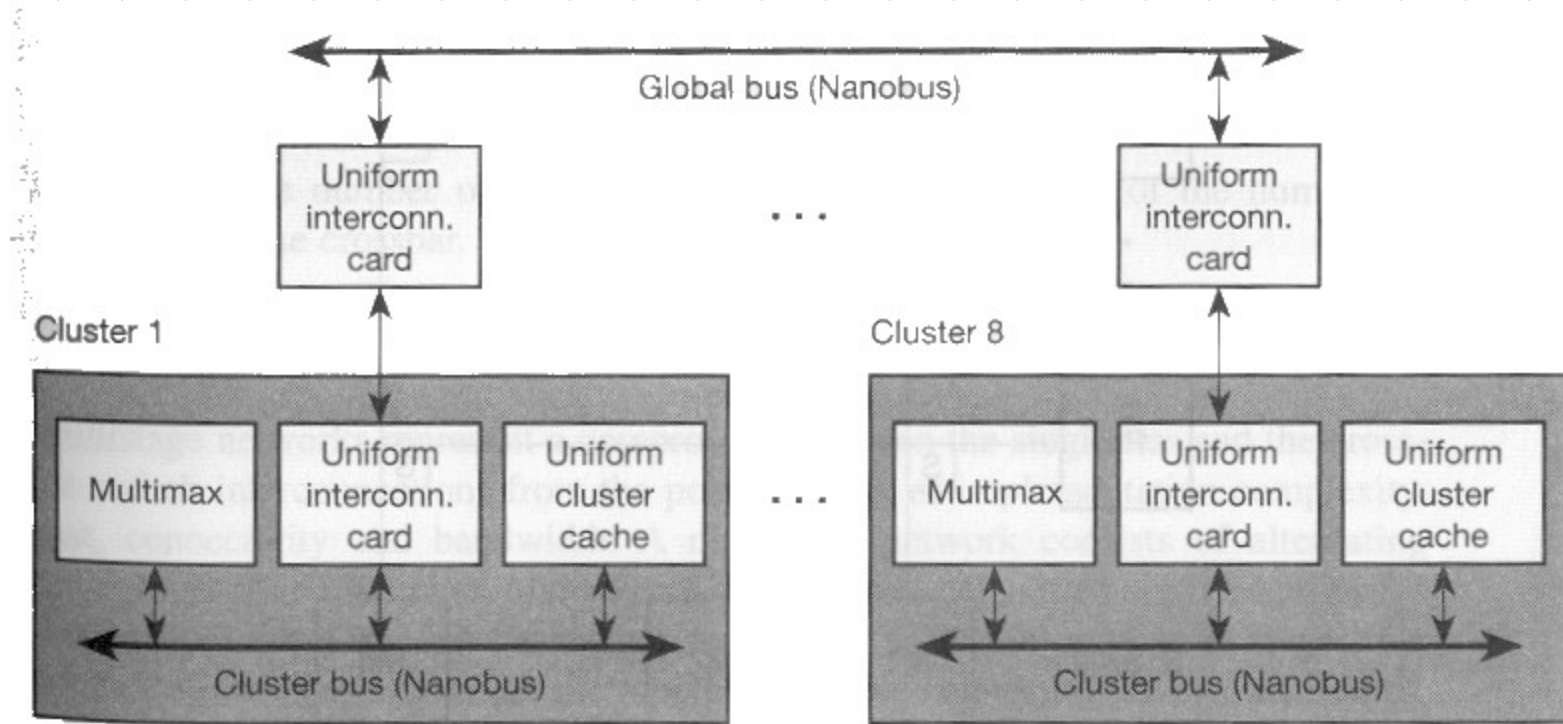 Global bus (Nanobus)
Uniform
interconn.
card
. . .
Uniform
interconn.
card
Cluster 1
Cluster 8
Multimax
Uniform
interconn.
card
Uniform
cluster
cache
. . .
Multimax
Uniform
interconn.
card
Uniform
cluster
cache
Cluster bus (Nanobus)
Cluster bus (Nanobus)